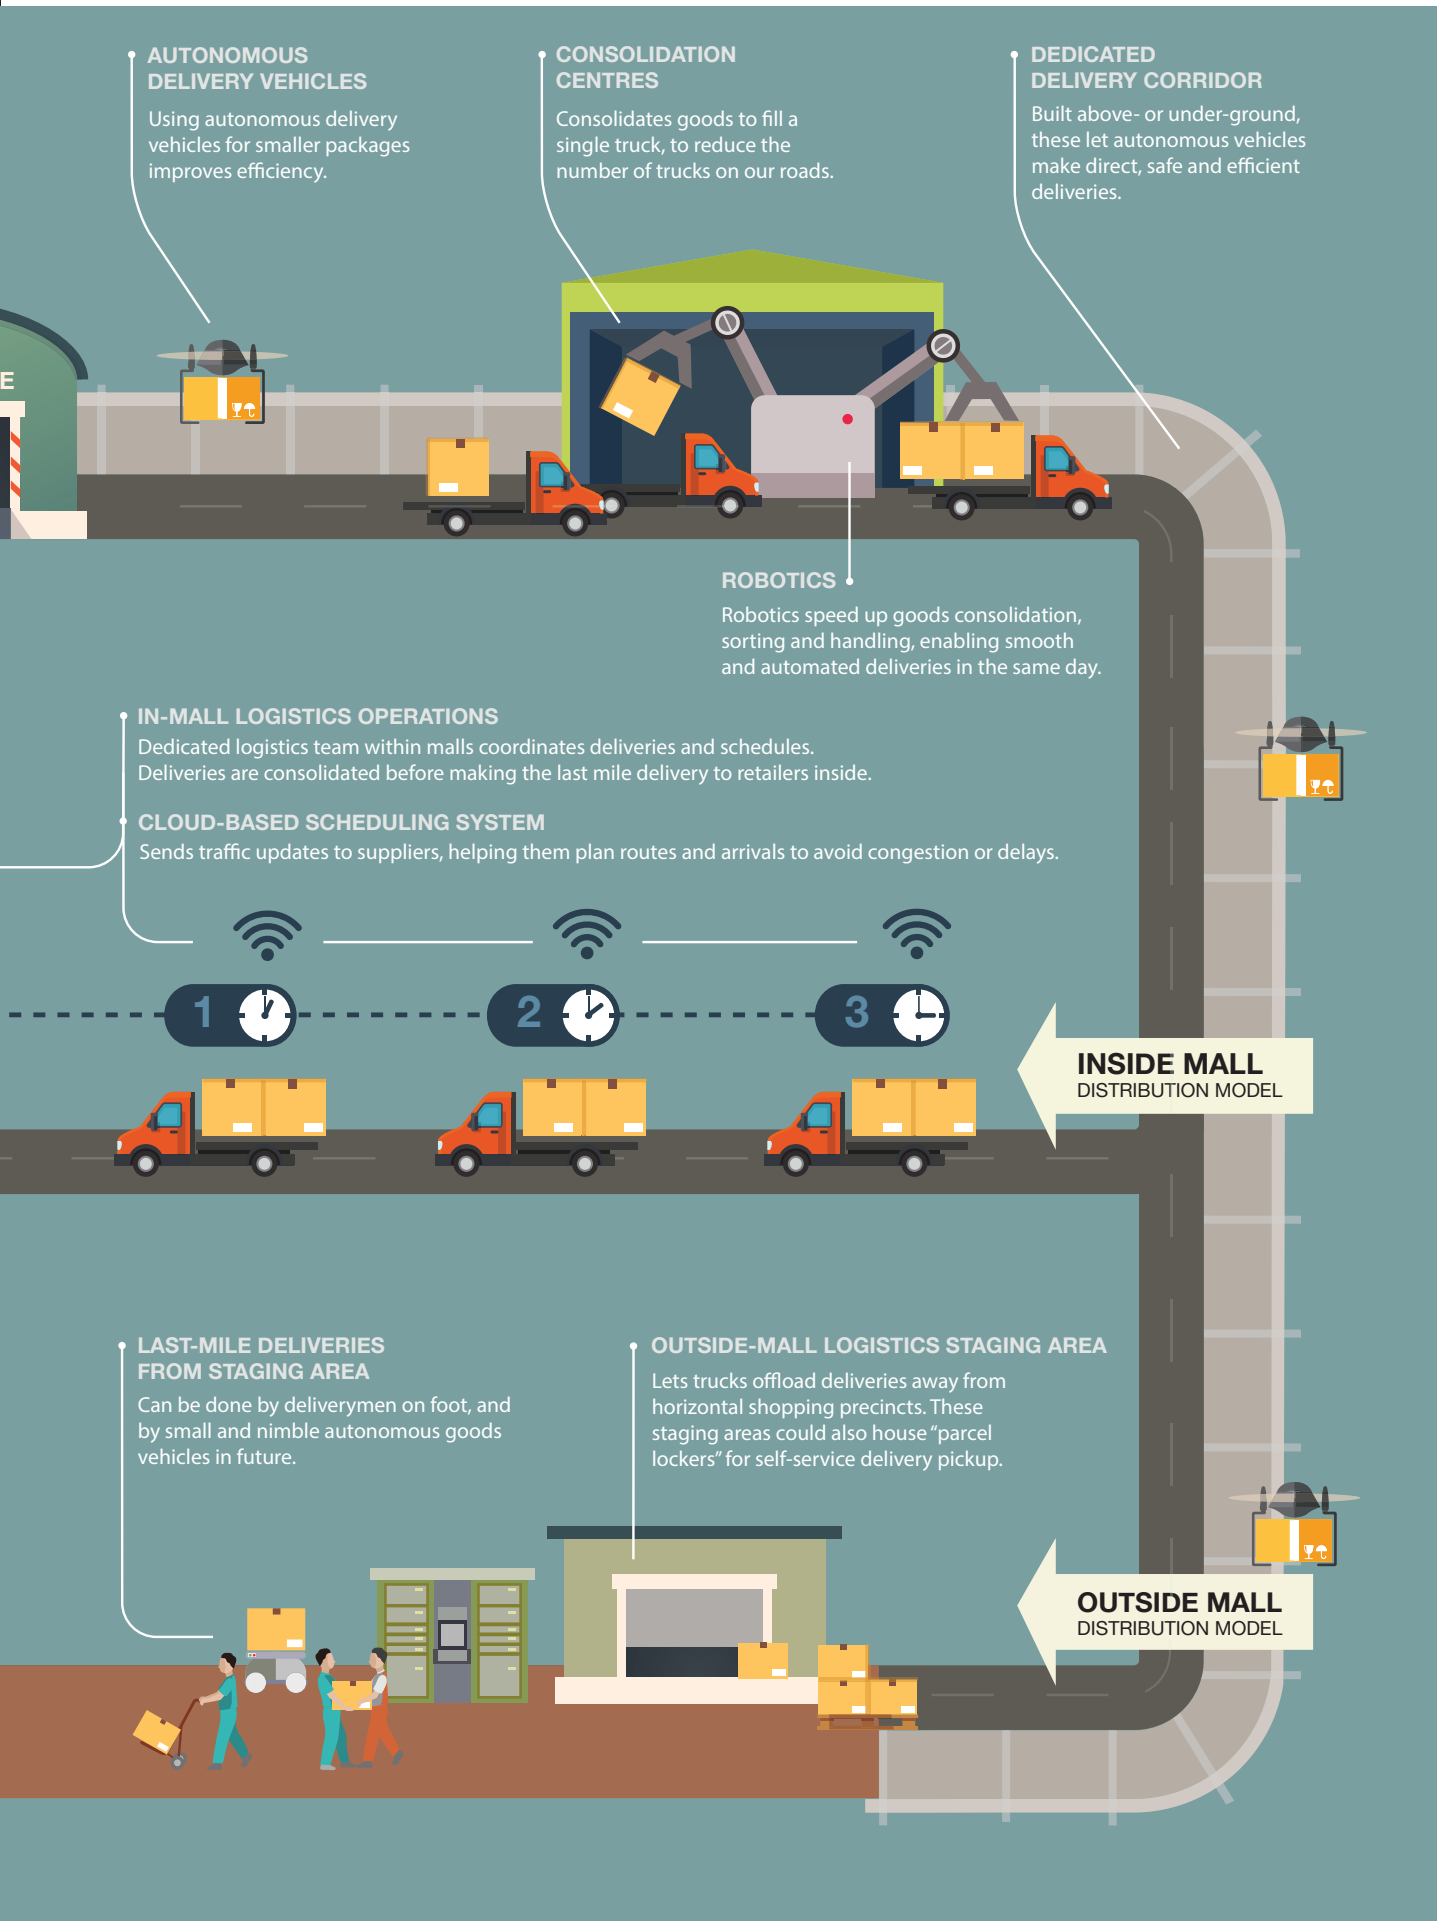 AUTONOMOUS
DELIVERY VEHICLES
Using autonomous delivery
vehicles for smaller packages
improves efficiency.
CONSOLIDATION
CENTRES
Consolidates goods to fill a
single truck, to reduce the
number of trucks on our roads.
DEDICATED
DELIVERY CORRIDOR
Built above- or under-ground,
these let autonomous vehicles
make direct, safe and efficient
deliveries.
E
ROBOTICS
Robotics speed up goods consolidation,
sorting and handling, enabling smooth
and automated deliveries in the same day.
IN-MALL LOGISTICS OPERATIONS
Dedicated logistics team within malls coordinates deliveries and schedules.
Deliveries are consolidated before making the last mile delivery to retailers inside.
CLOUD-BASED SCHEDULING SYSTEM
Sends traffic updates to suppliers, helping them plan routes and arrivals to avoid congestion or delays.
1
2
3
INSIDE MALL
DISTRIBUTION MODEL
LAST-MILE DELIVERIES
FROM STAGING AREA
Can be done by deliverymen on foot, and
by small and nimble autonomous goods
vehicles in future.
OUTSIDE-MALL LOGISTICS STAGING AREA
Lets trucks offload deliveries away from
horizontal shopping precincts. These
staging areas could also house “parcel
lockers” for self-service delivery pickup.
OUTSIDE MALL
DISTRIBUTION MODEL